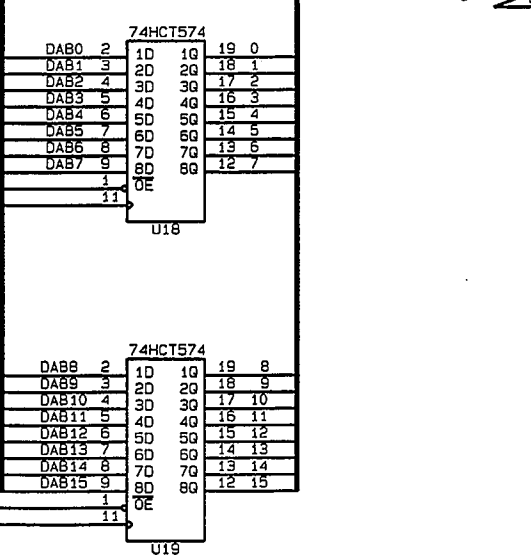 74HCT574
DAB0 2 1D 1Q 19 0
DAB1 3 2D 2Q 18 1
DAB2 4 3D 3Q 17 2
DAB3 5 4D 4Q 16 3
DAB4 6 5D 5Q 15 4
DAB5 7 6D 6Q 14 5
DAB6 8 7D 7Q 13 6
DAB7 9 8D 8Q 12 7
1 OE
11
U18
74HCT574
DAB8 2 1D 1Q 19 8
DAB9 3 2D 2Q 18 9
DAB10 4 3D 3Q 17 10
DAB11 5 4D 4Q 16 11
DAB12 6 5D 5Q 15 12
DAB13 7 6D 6Q 14 13
DAB14 8 7D 7Q 13 14
DAB15 9 8D 8Q 12 15
1 OE
11
U19